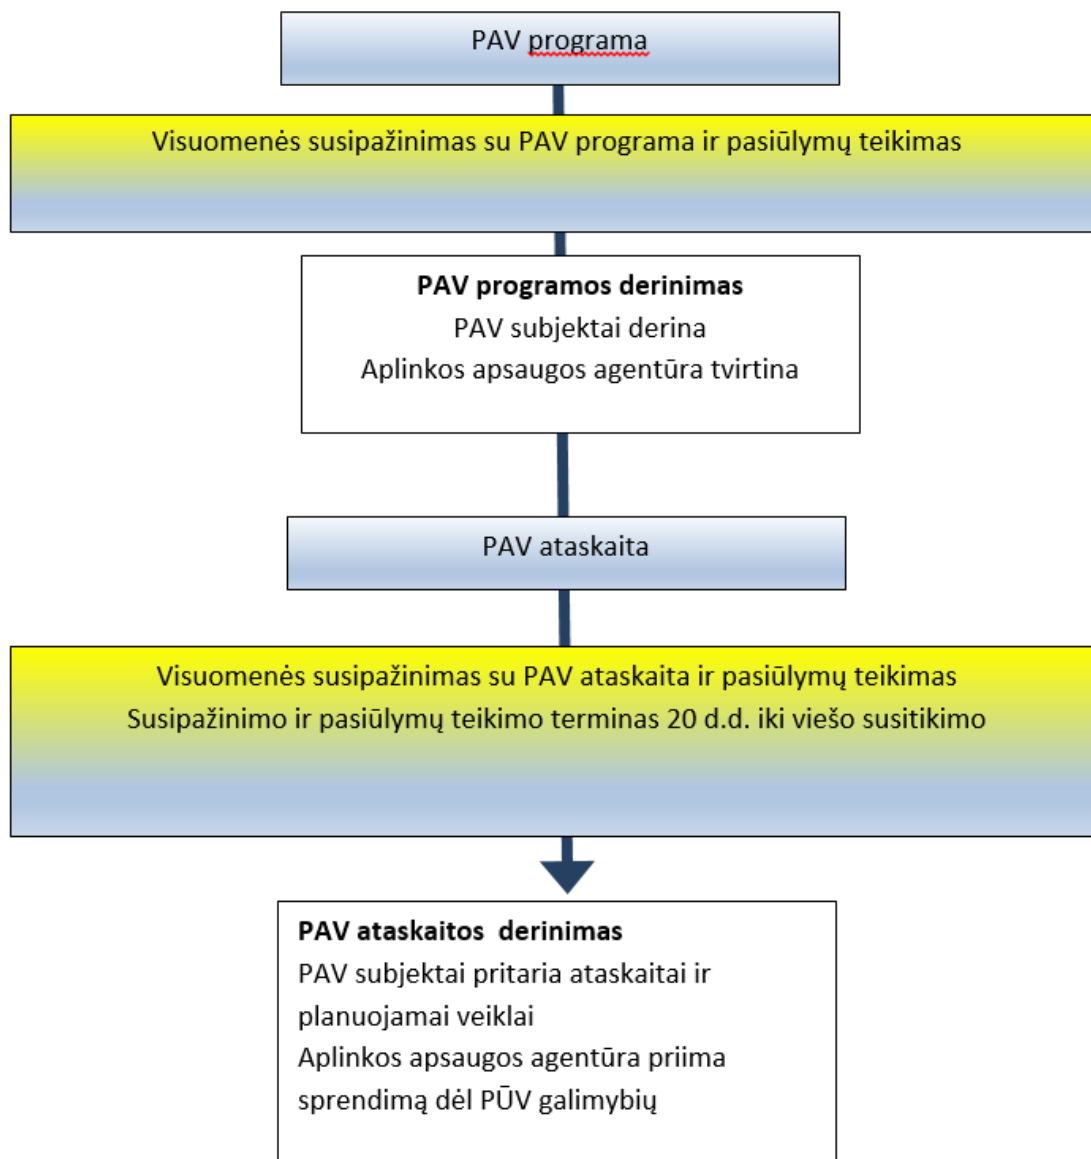 PAV programa
Visuomenės susipažinimas su PAV programa ir pasiūlymų teikimas
PAV programos derinimas
PAV subjektai derina
Aplinkos apsaugos agentūra tvirtina
PAV ataskaita
Visuomenės susipažinimas su PAV ataskaita ir pasiūlymų teikimas
Susipažinimo ir pasiūlymų teikimo terminas 20 d.d. iki viešo susitikimo
PAV ataskaitos  derinimas
PAV subjektai pritaria ataskaitai ir
planuojamai veiklai
Aplinkos apsaugos agentūra priima
sprendimą dėl PŪV galimybių